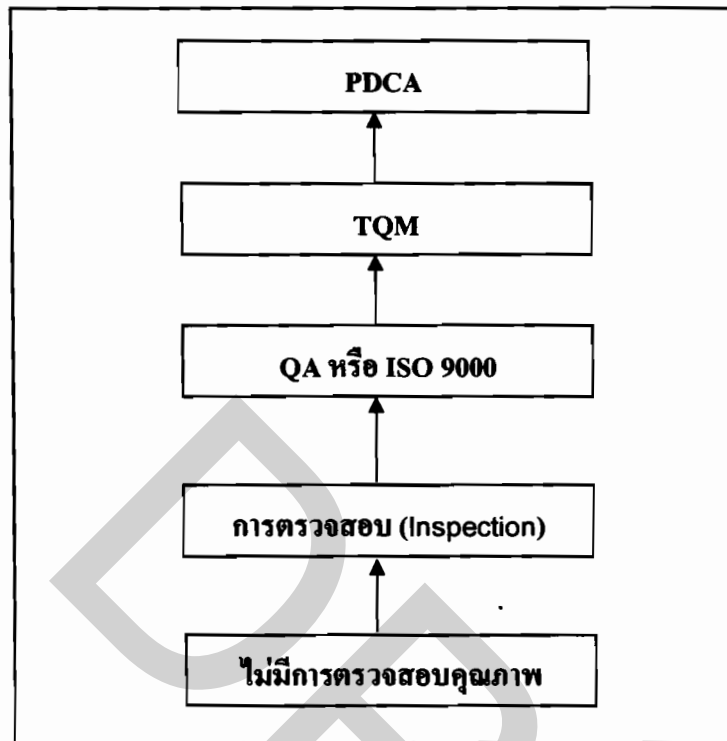 PDCA
TQM
QA หรือ ISO 9000
การตรวจสอบ (Inspection)
ไม่มีการตรวจสอบคุณภาพ